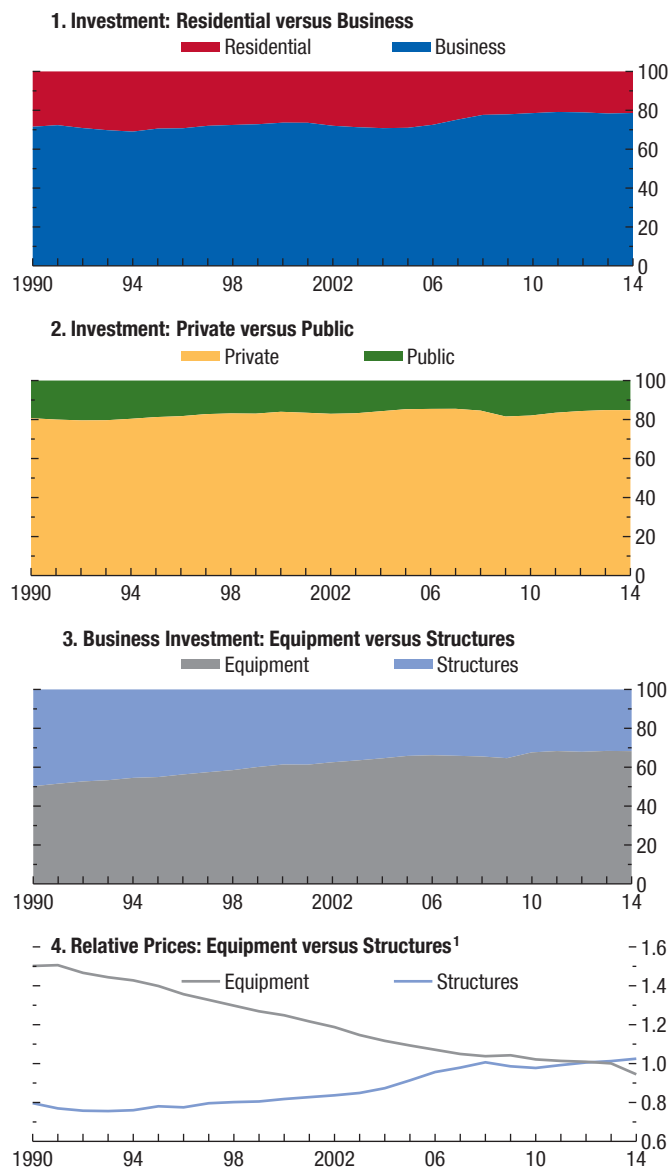 1. Investment: Residential versus Business
Residential Business
100
80
60
40
20
0
1990 94 98 2002 06 10 14
2. Investment: Private versus Public
Private Public
100
80
60
40
20
0
1990 94 98 2002 06 10 14
3. Business Investment: Equipment versus Structures
Equipment Structures
100
80
60
40
20
0
1990 94 98 2002 06 10 14
4. Relative Prices: Equipment versus Structures¹
Equipment Structures
1.6
1.4
1.2
1.0
0.8
0.6
1990 94 98 2002 06 10 14